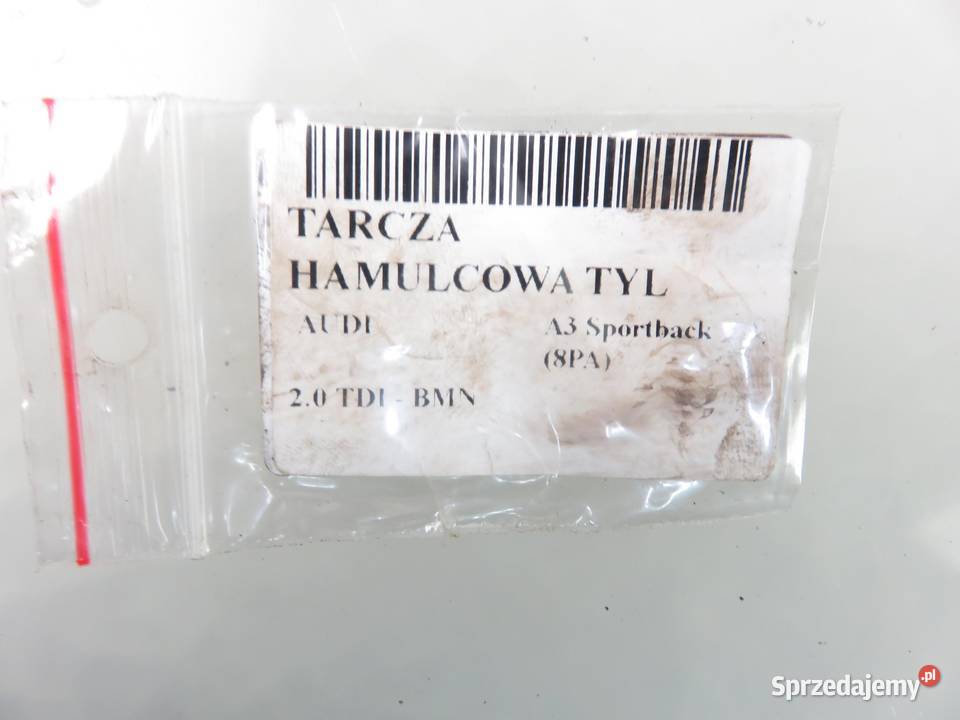 TARCZA
HAMULCOWA TYL
AUDI A3 Sportback
(8PA)
2.0 TDI - BMN
Sprzedajemy.pl